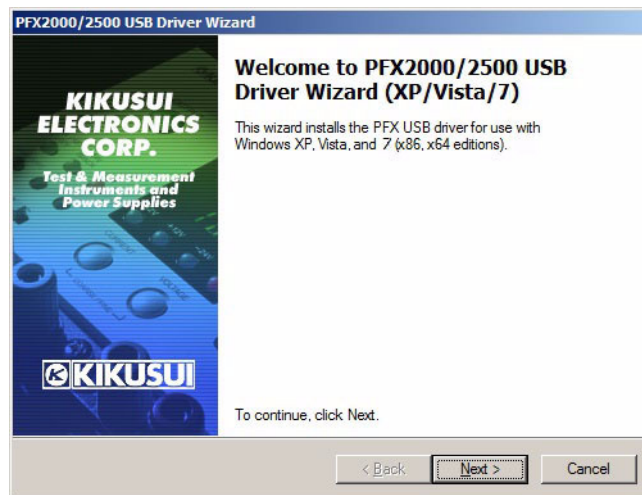 PFX2000/2500 USB Driver Wizard
KIKUSUI
ELECTRONICS
CORP.
Test & Measurement
Instruments and
Power Supplies
KIKUSUI
Welcome to PFX2000/2500 USB
Driver Wizard (XP/Vista/7)
This wizard installs the PFX USB driver for use with
Windows XP, Vista, and 7 (x86, x64 editions).
To continue, click Next.
< Back
Next >
Cancel